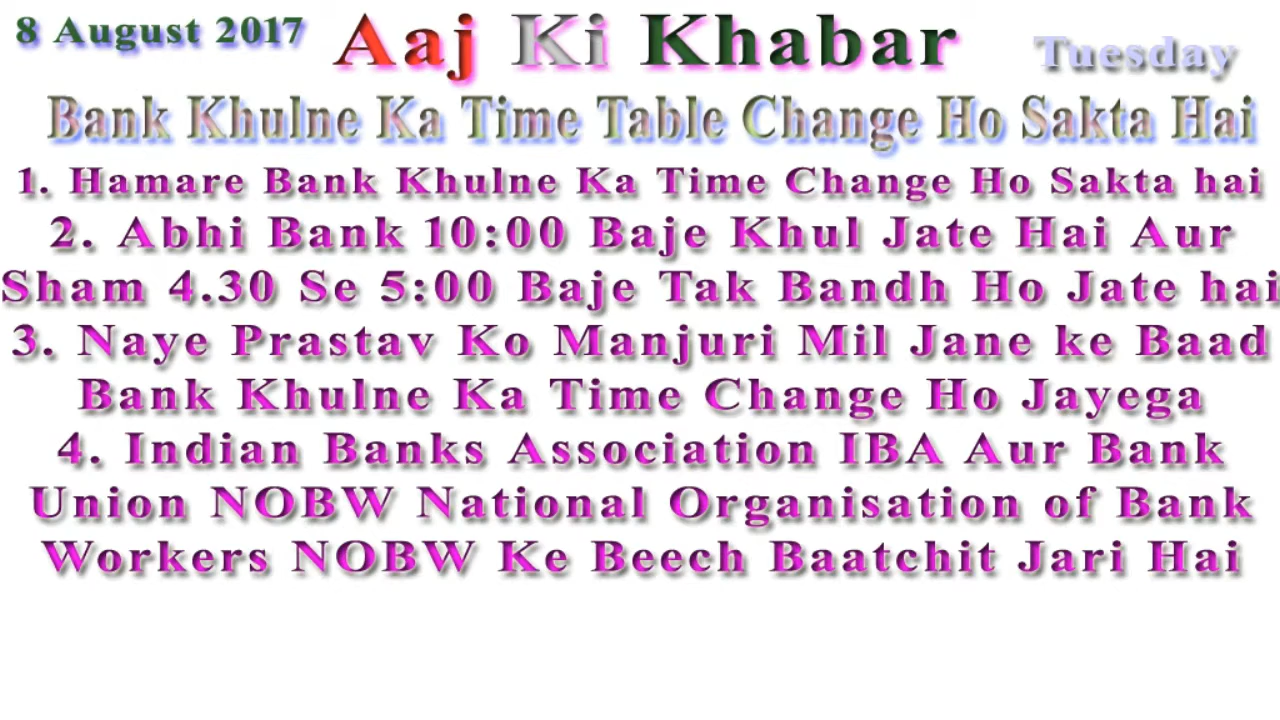 8 August 2017 Aaj Ki Khabar Tuesday
Bank Khulne Ka Time Table Change Ho Sakta Hai
1. Hamare Bank Khulne Ka Time Change Ho Sakta hai
2. Abhi Bank 10:00 Baje Khul Jate Hai Aur
Sham 4.30 Se 5:00 Baje Tak Bandh Ho Jate hai
3. Naye Prastav Ko Manjuri Mil Jane ke Baad
Bank Khulne Ka Time Change Ho Jayega
4. Indian Banks Association IBA Aur Bank
Union NOBW National Organisation of Bank
Workers NOBW Ke Beech Baatchit Jari Hai